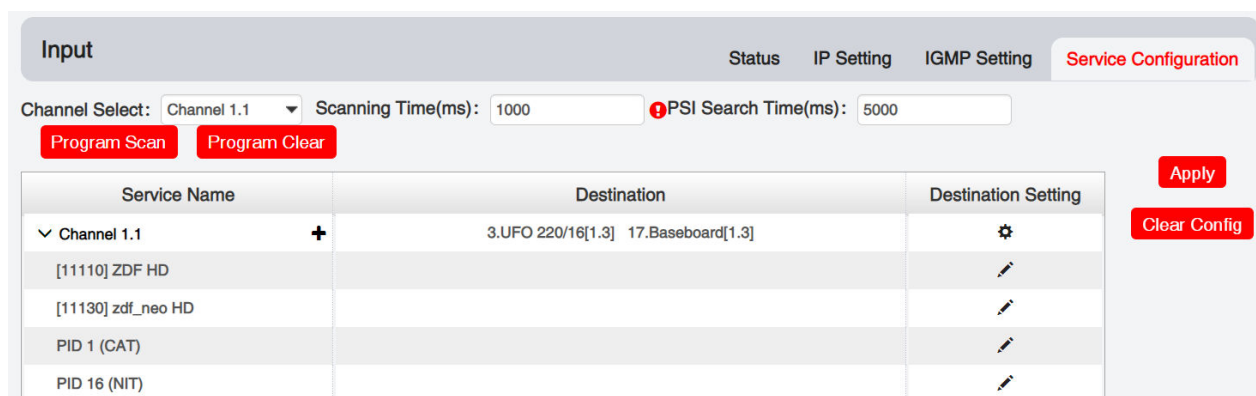 Input Status IP Setting IGMP Setting Service Configuration
Channel Select: Channel 1.1 Scanning Time(ms): 1000 PSI Search Time(ms): 5000
Program Scan Program Clear
Apply
Service Name Destination Destination Setting
Clear Config
Channel 1.1 3.UFO 220/16[1.3] 17.Baseboard[1.3]
[11110] ZDF HD
[11130] zdf_neo HD
PID 1 (CAT)
PID 16 (NIT)